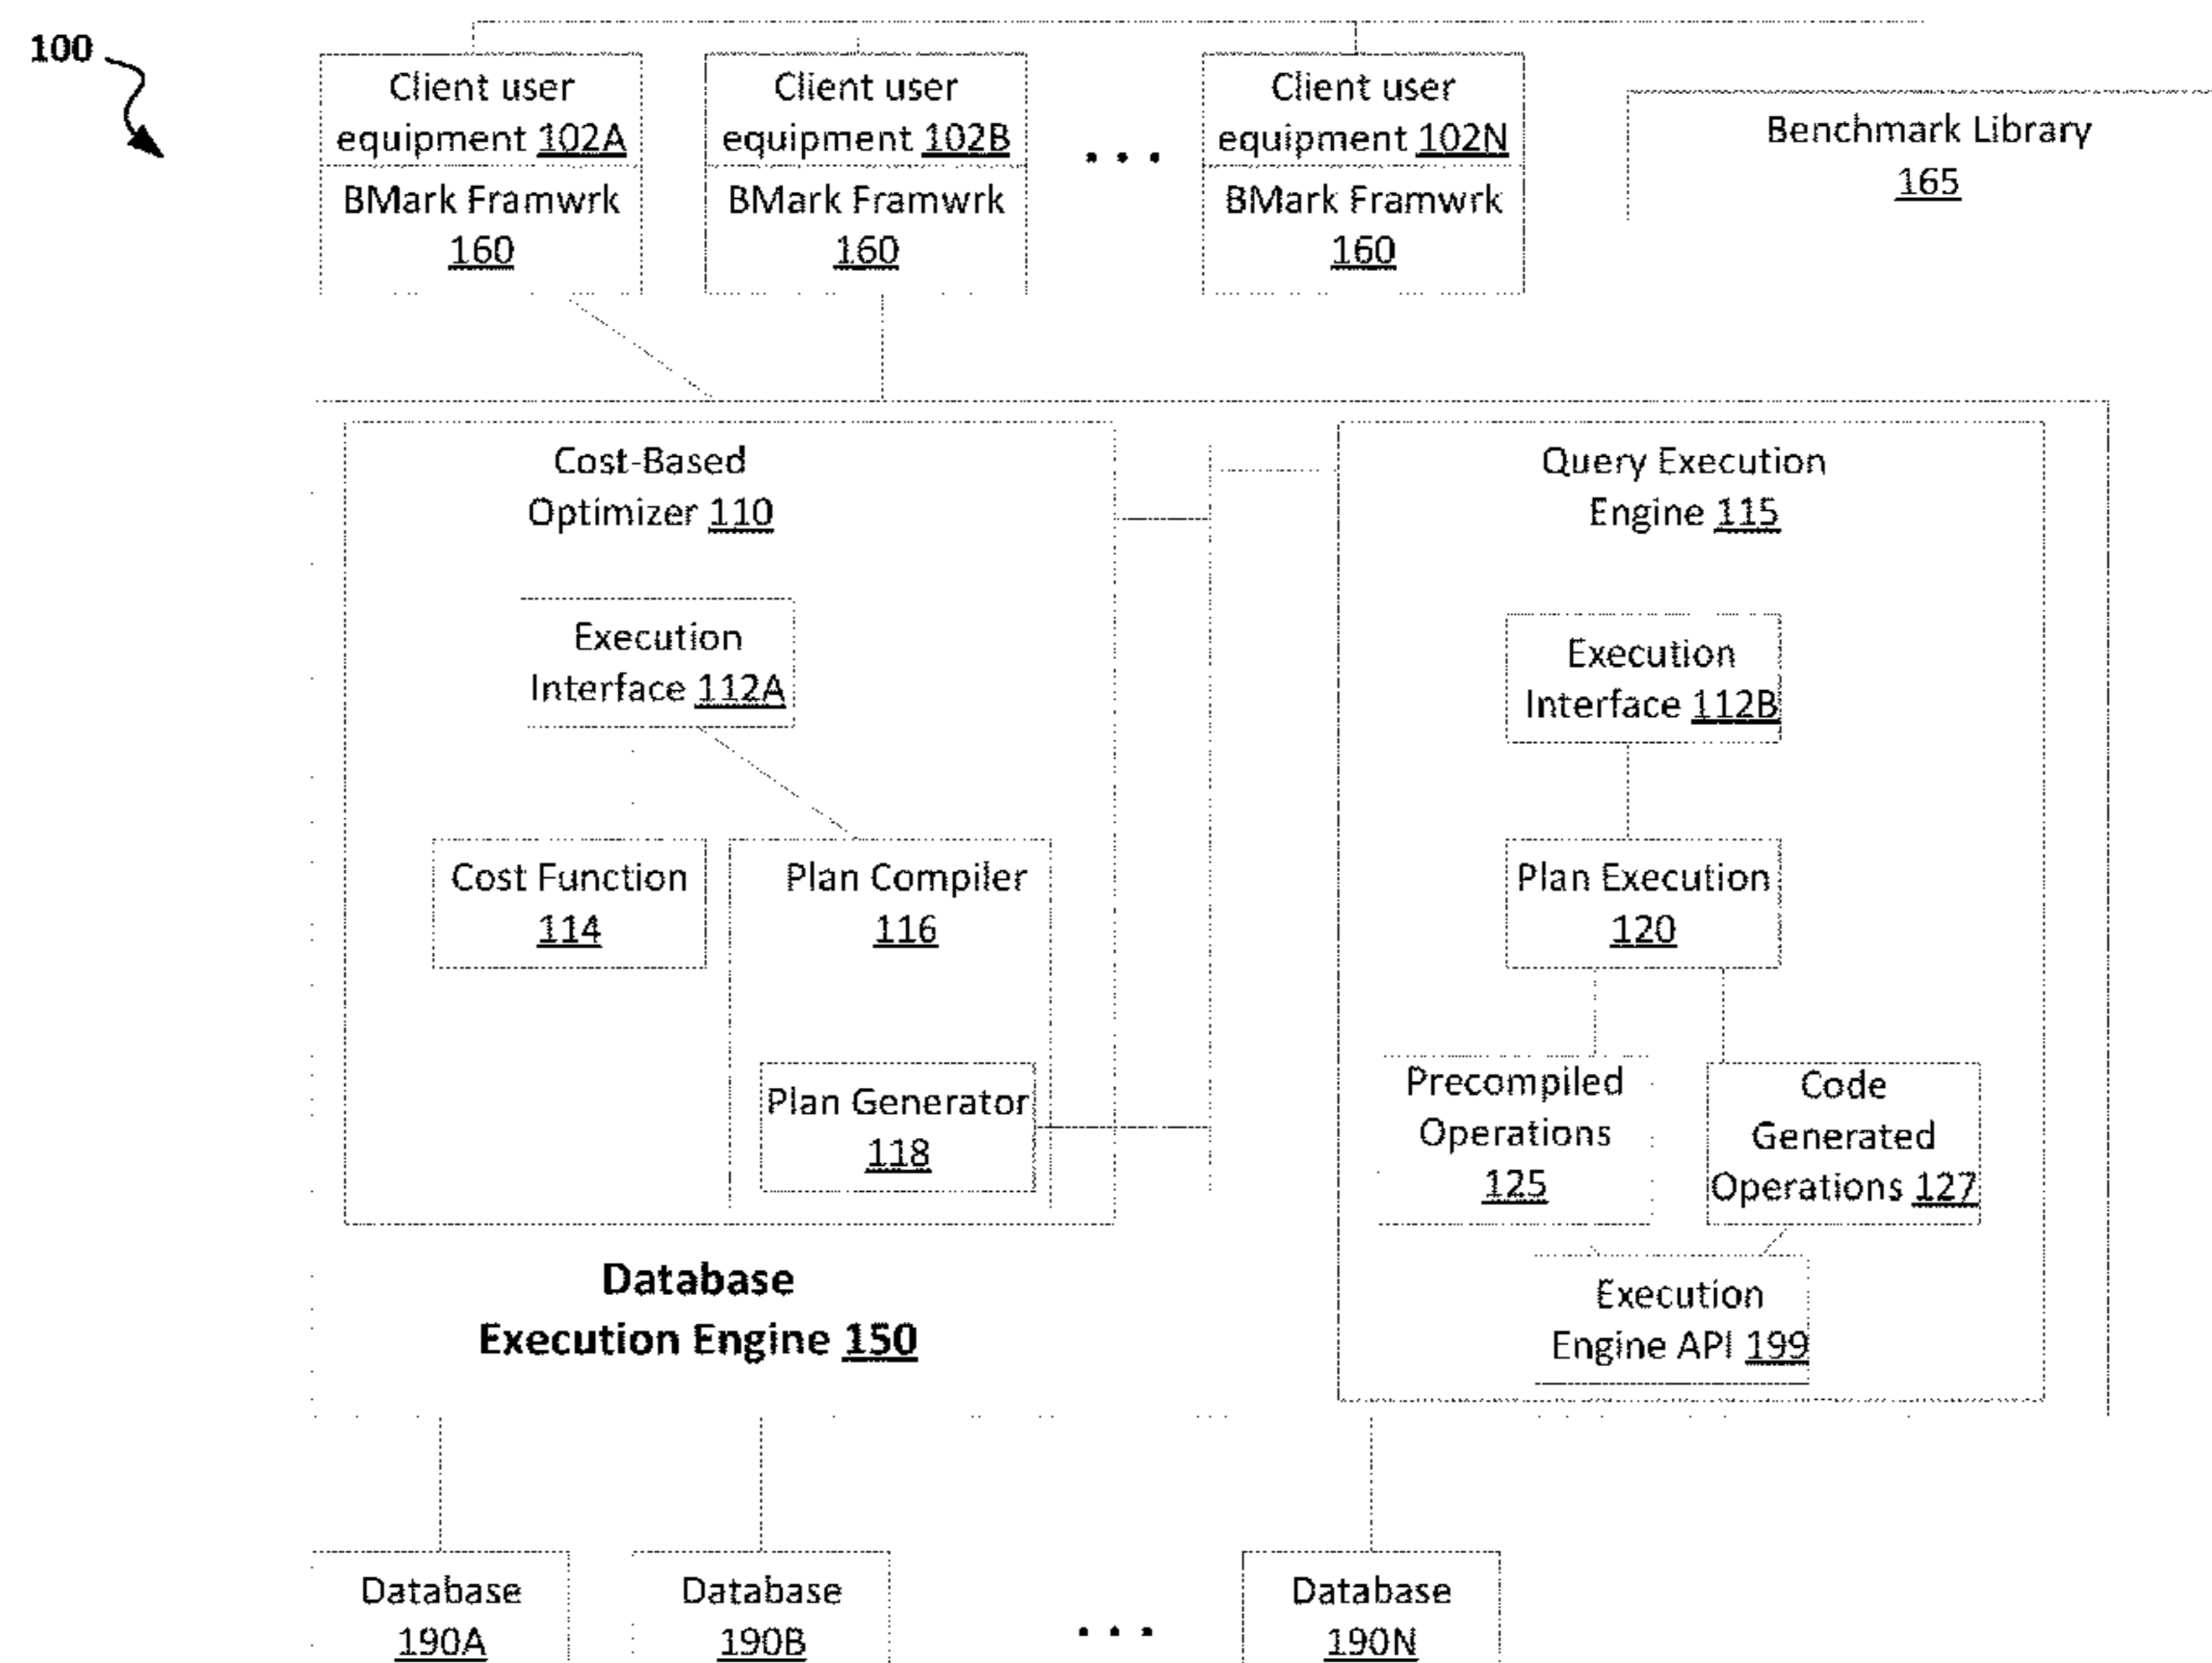 100
Client user
equipment 102A
BMark Framwrk
160
Client user
equipment 102B
BMark Framwrk
160
. . .
Client user
equipment 102N
BMark Framwrk
160
Benchmark Library
165
Cost-Based
Optimizer 110
Execution
Interface 112A
Cost Function
114
Plan Compiler
116
Plan Generator
118
Query Execution
Engine 115
Execution
Interface 112B
Plan Execution
120
Precompiled
Operations
125
Code
Generated
Operations 127
Execution
Engine API 199
Database
Execution Engine 150
Database
190A
Database
190B
. . .
Database
190N